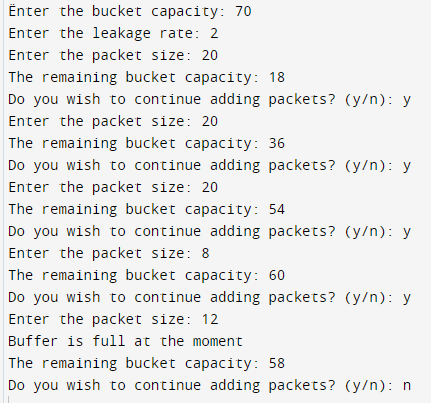 Enter the bucket capacity: 70
Enter the leakage rate: 2
Enter the packet size: 20
The remaining bucket capacity: 18
Do you wish to continue adding packets? (y/n): y
Enter the packet size: 20
The remaining bucket capacity: 36
Do you wish to continue adding packets? (y/n): y
Enter the packet size: 20
The remaining bucket capacity: 54
Do you wish to continue adding packets? (y/n): y
Enter the packet size: 8
The remaining bucket capacity: 60
Do you wish to continue adding packets? (y/n): y
Enter the packet size: 12
Buffer is full at the moment
The remaining bucket capacity: 58
Do you wish to continue adding packets? (y/n): n